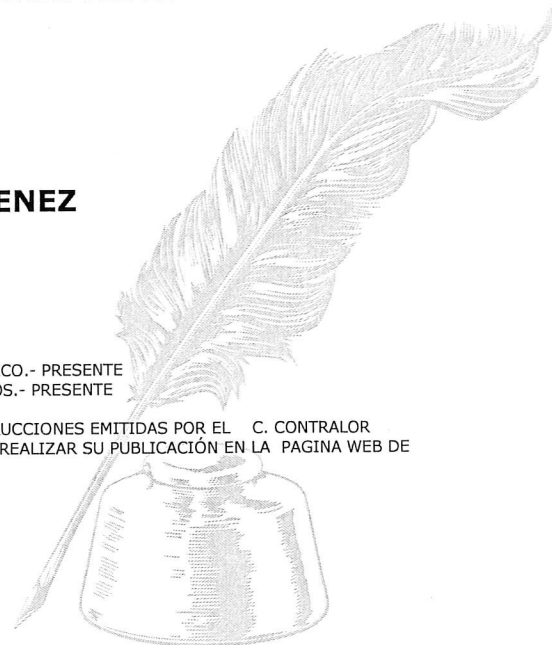 ENEZ
CO.- PRESENTE
OS.- PRESENTE
UCCIONES EMITIDAS POR EL C. CONTRALOR
REALIZAR SU PUBLICACIÓN EN LA PAGINA WEB DE